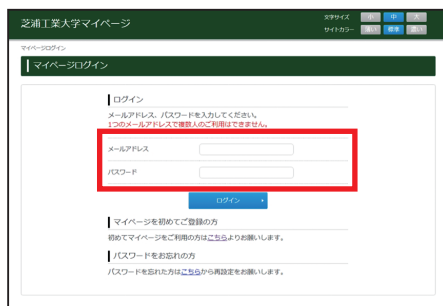 芝浦工業大学マイページ
文字サイズ 小 中 大
サイトカラー 薄い 標準 濃い
マイページログイン
マイページログイン
ログイン
メールアドレス、パスワードを入力してください。
1つのメールアドレスで複数人のご利用はできません。
メールアドレス
パスワード
ログイン
マイページを初めてご登録の方
初めてマイページをご利用の方はこちらよりお願いします。
パスワードをお忘れの方
パスワードを忘れた方はこちらから再設定をお願いします。